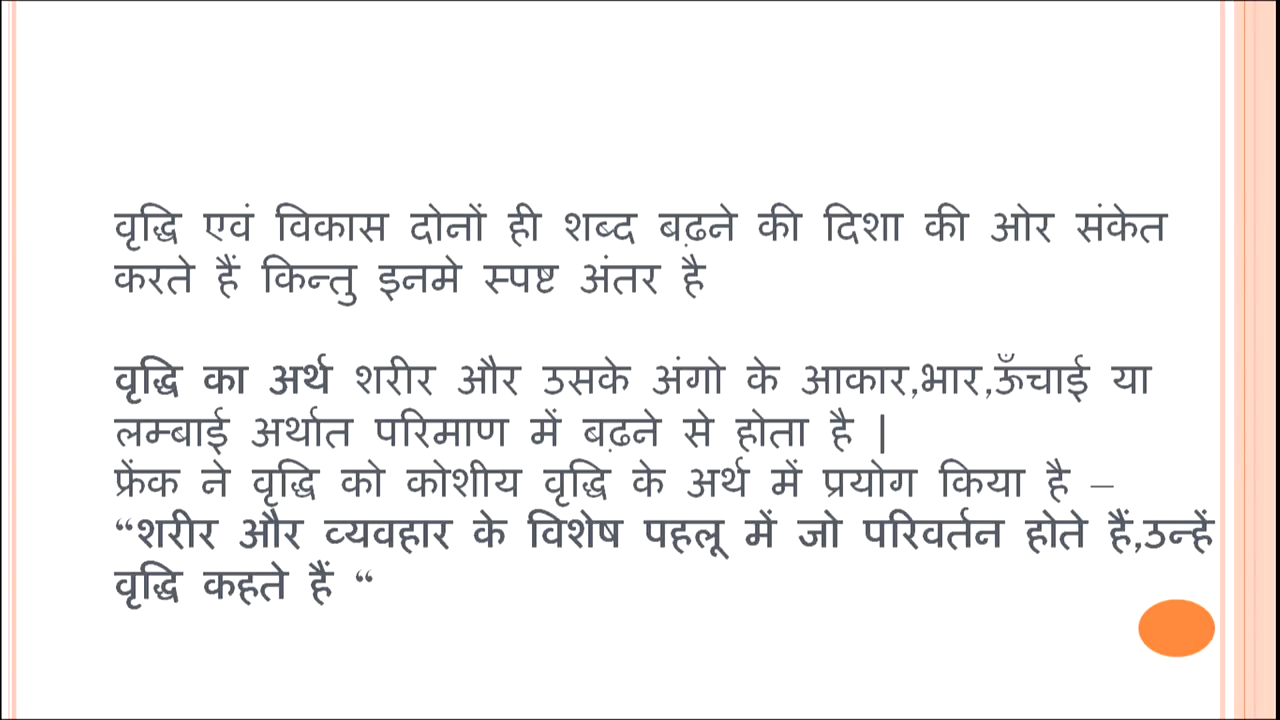 वृद्धि एवं विकास दोनों ही शब्द बढ़ने की दिशा की ओर संकेत
करते हैं किन्तु इनमे स्पष्ट अंतर है
वृद्धि का अर्थ शरीर और उसके अंगो के आकार,भार,ऊँचाई या
लम्बाई अर्थात परिमाण में बढ़ने से होता है |
फ्रेंक ने वृद्धि को कोशीय वृद्धि के अर्थ में प्रयोग किया है –
“शरीर और व्यवहार के विशेष पहलू में जो परिवर्तन होते हैं,उन्हें
वृद्धि कहते हैं “